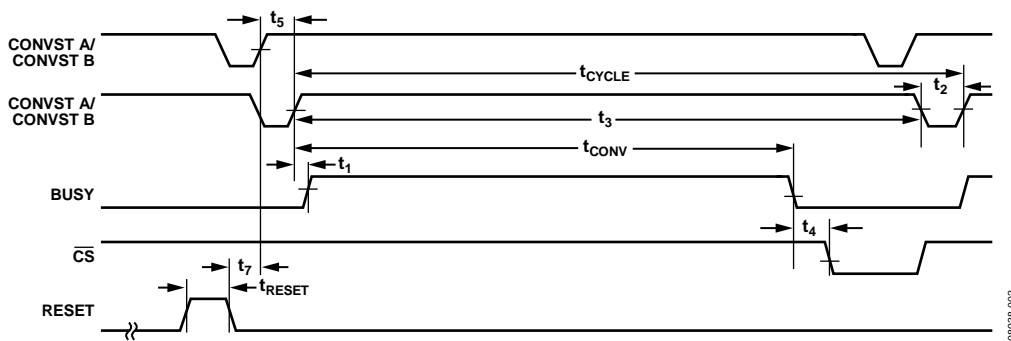 t5
CONVST A/
CONVST B
tCYCLE
t2
CONVST A/
CONVST B
t3
tCONV
t1
BUSY
t4
CS
t7
tRESET
RESET